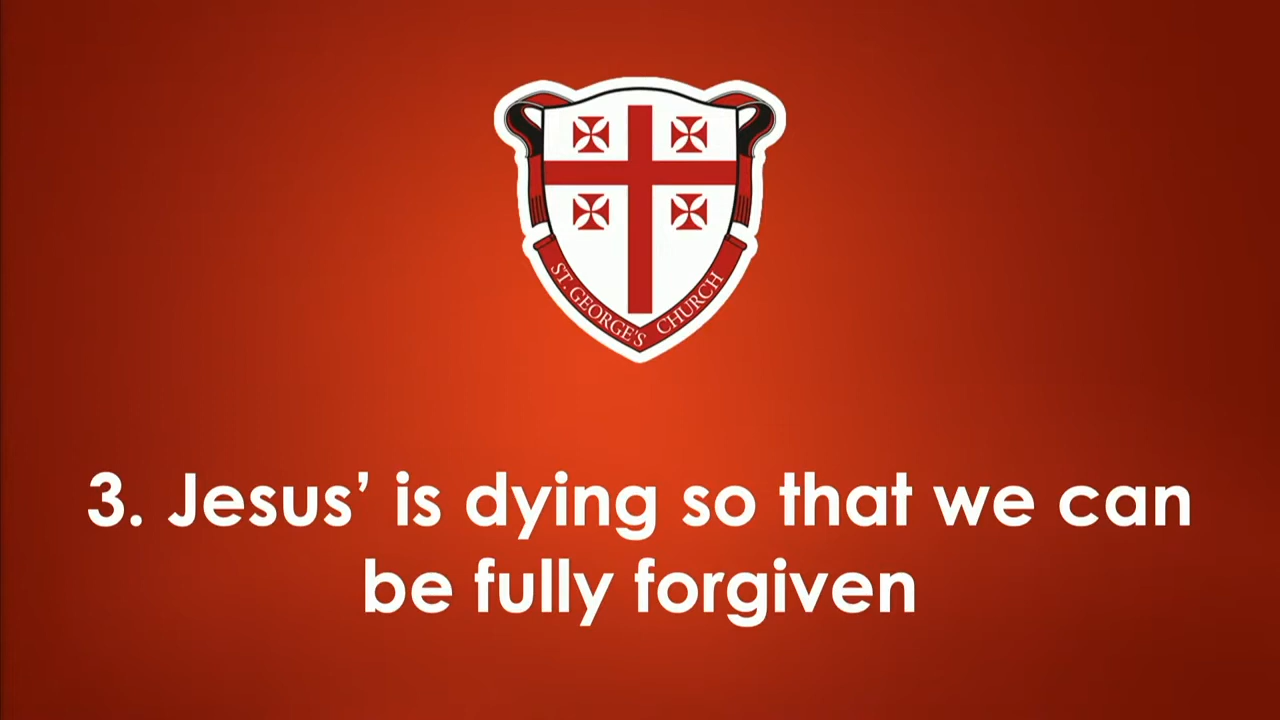 ST. GEORGE'S CHURCH
3. Jesus’ is dying so that we can
be fully forgiven